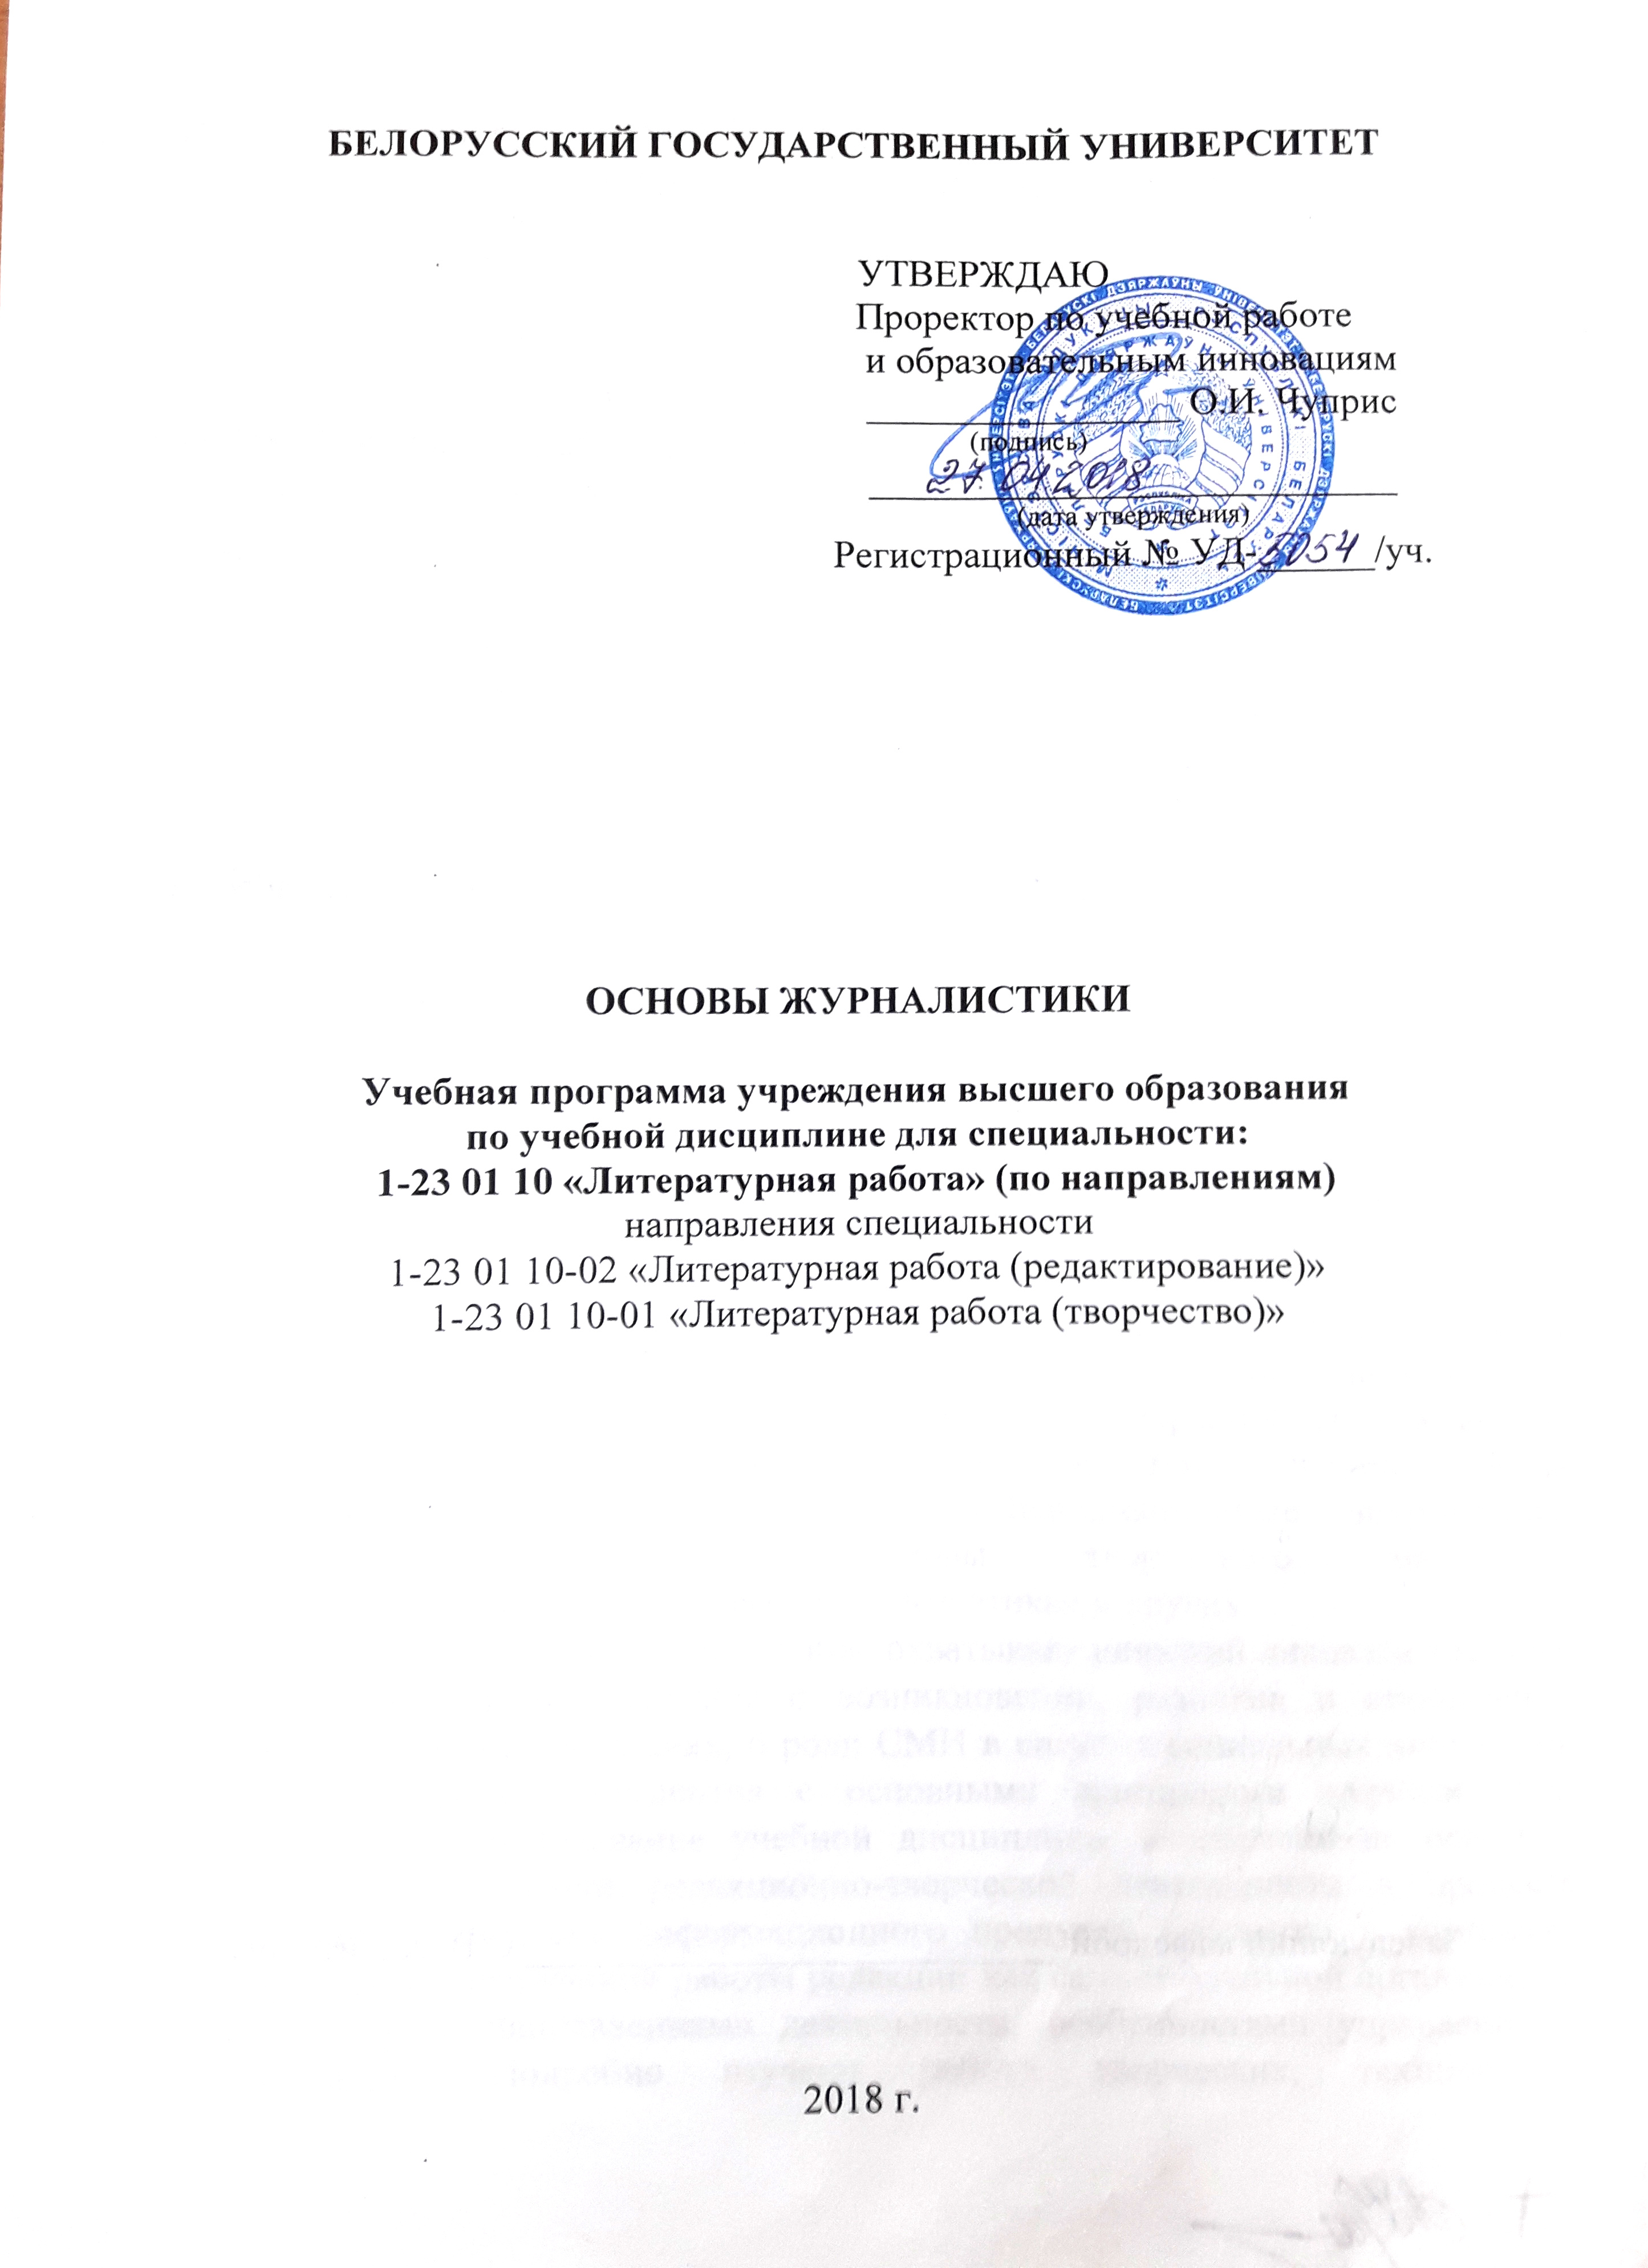 БЕЛОРУССКИЙ ГОСУДАРСТВЕННЫЙ УНИВЕРСИТЕТ
УТВЕРЖДАЮ
Проректор по учебной работе
и образовательным инновациям
О.И. Чуприс
(подпись)
27.04.2018
(дата утверждения)
Регистрационный № УД-5054/уч.
ОСНОВЫ ЖУРНАЛИСТИКИ
Учебная программа учреждения высшего образования
по учебной дисциплине для специальности:
1-23 01 10 «Литературная работа» (по направлениям)
направления специальности
1-23 01 10-02 «Литературная работа (редактирование)»
1-23 01 10-01 «Литературная работа (творчество)»
2018 г.